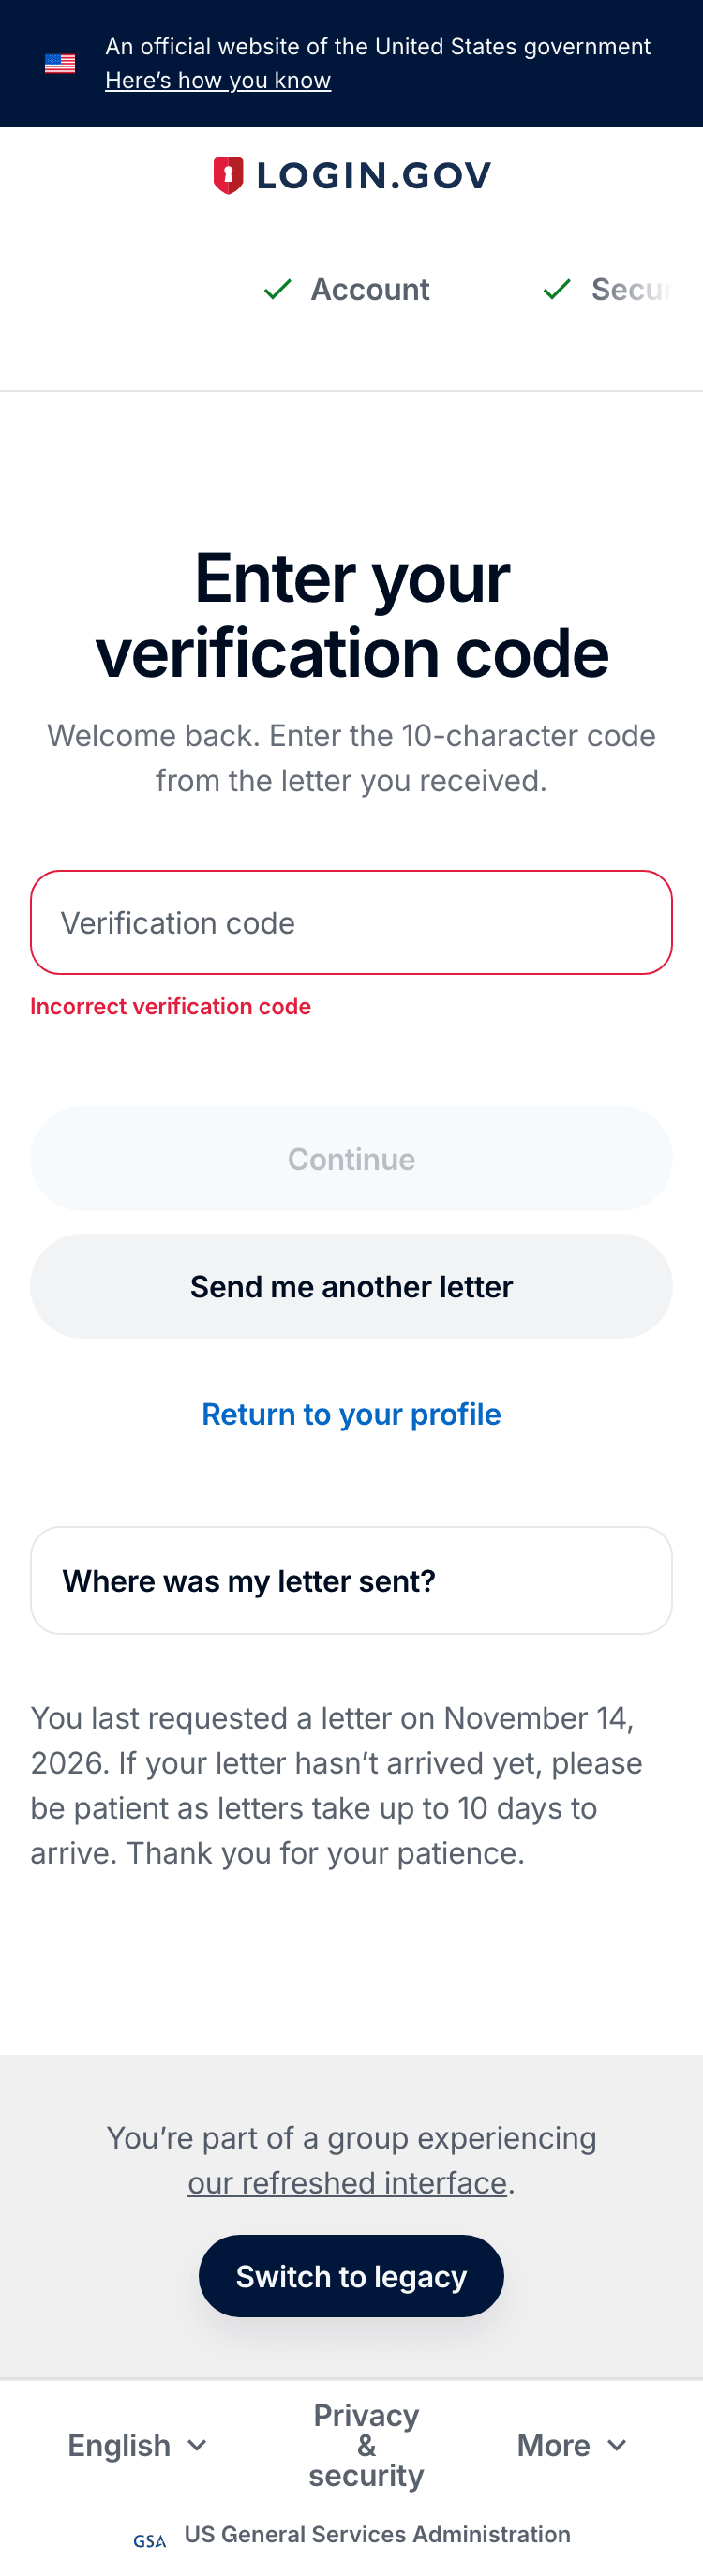 An official website of the United States government
Here’s how you know
LOGIN.GOV
Account
Secur
Enter your
verification code
Welcome back. Enter the 10-character code
from the letter you received.
Verification code
Incorrect verification code
Continue
Send me another letter
Return to your profile
Where was my letter sent?
You last requested a letter on November 14,
2026. If your letter hasn’t arrived yet, please
be patient as letters take up to 10 days to
arrive. Thank you for your patience.
You’re part of a group experiencing
our refreshed interface.
Switch to legacy
English
Privacy
&
security
More
GSA US General Services Administration